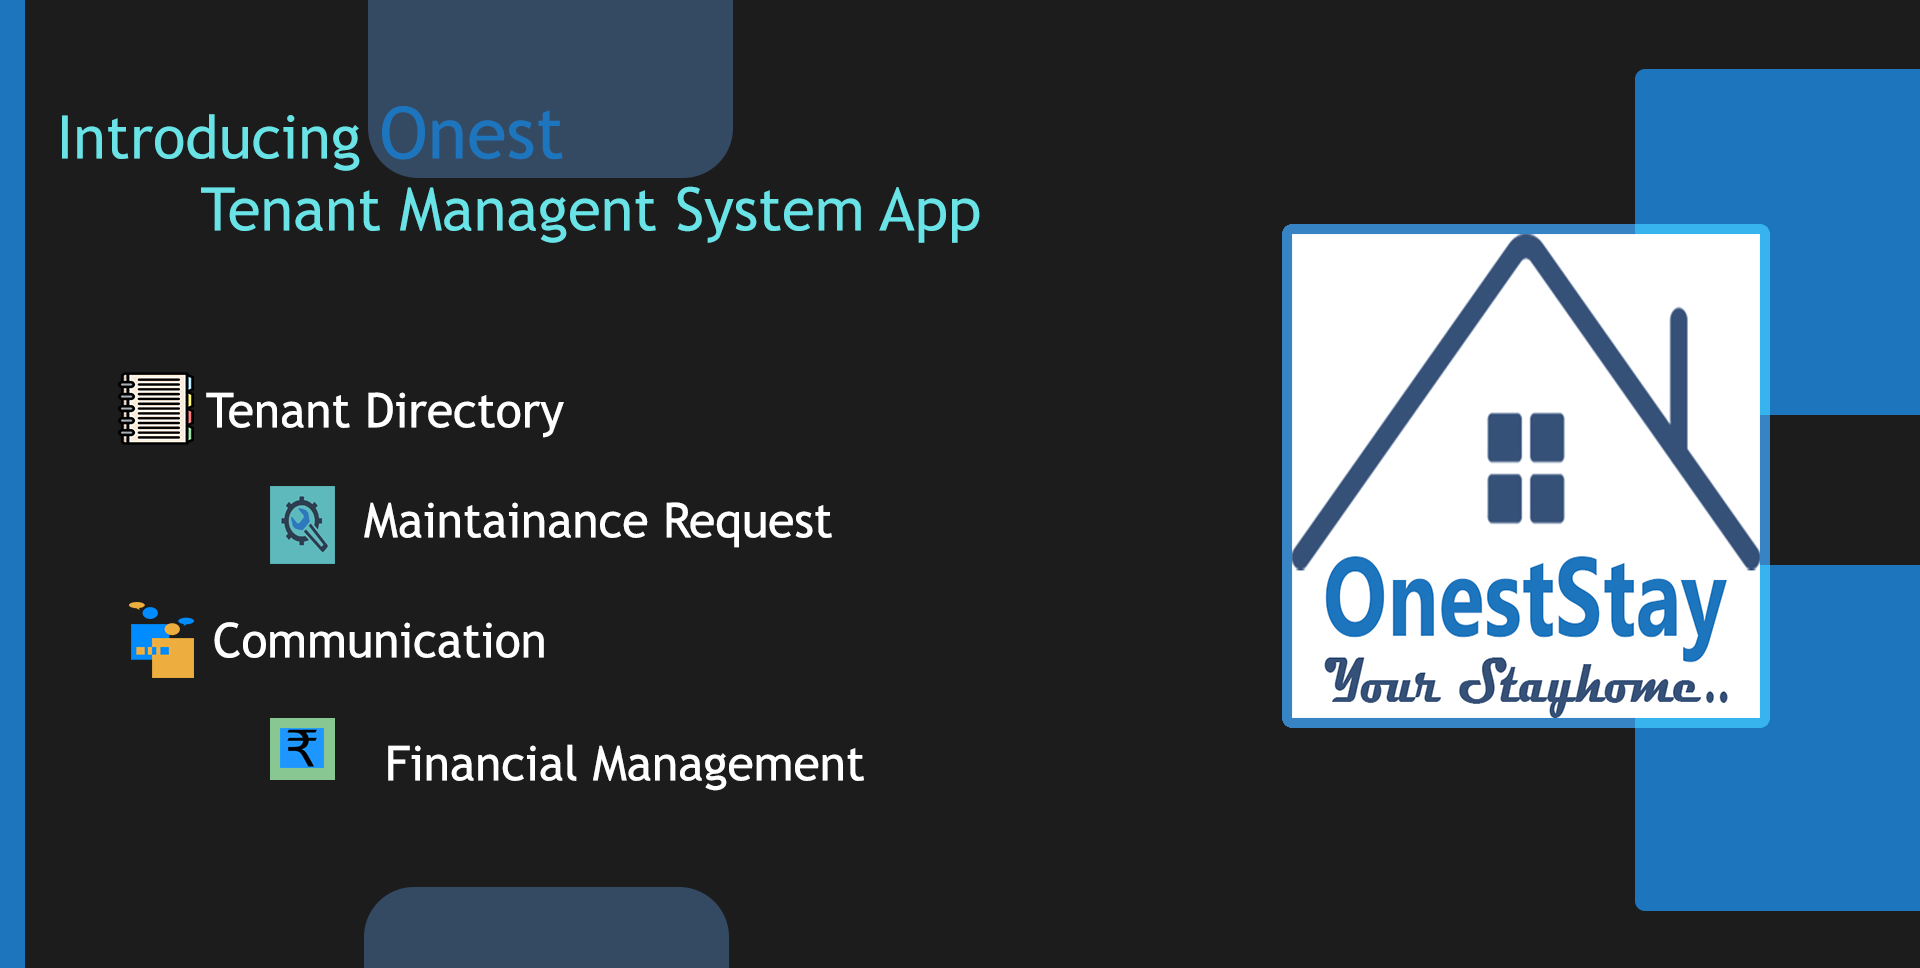 Introducing Onest
Tenant Managent System App
Tenant Directory
Maintainance Request
Communication
₹
Financial Management
OnestStay
Your Stayhome..